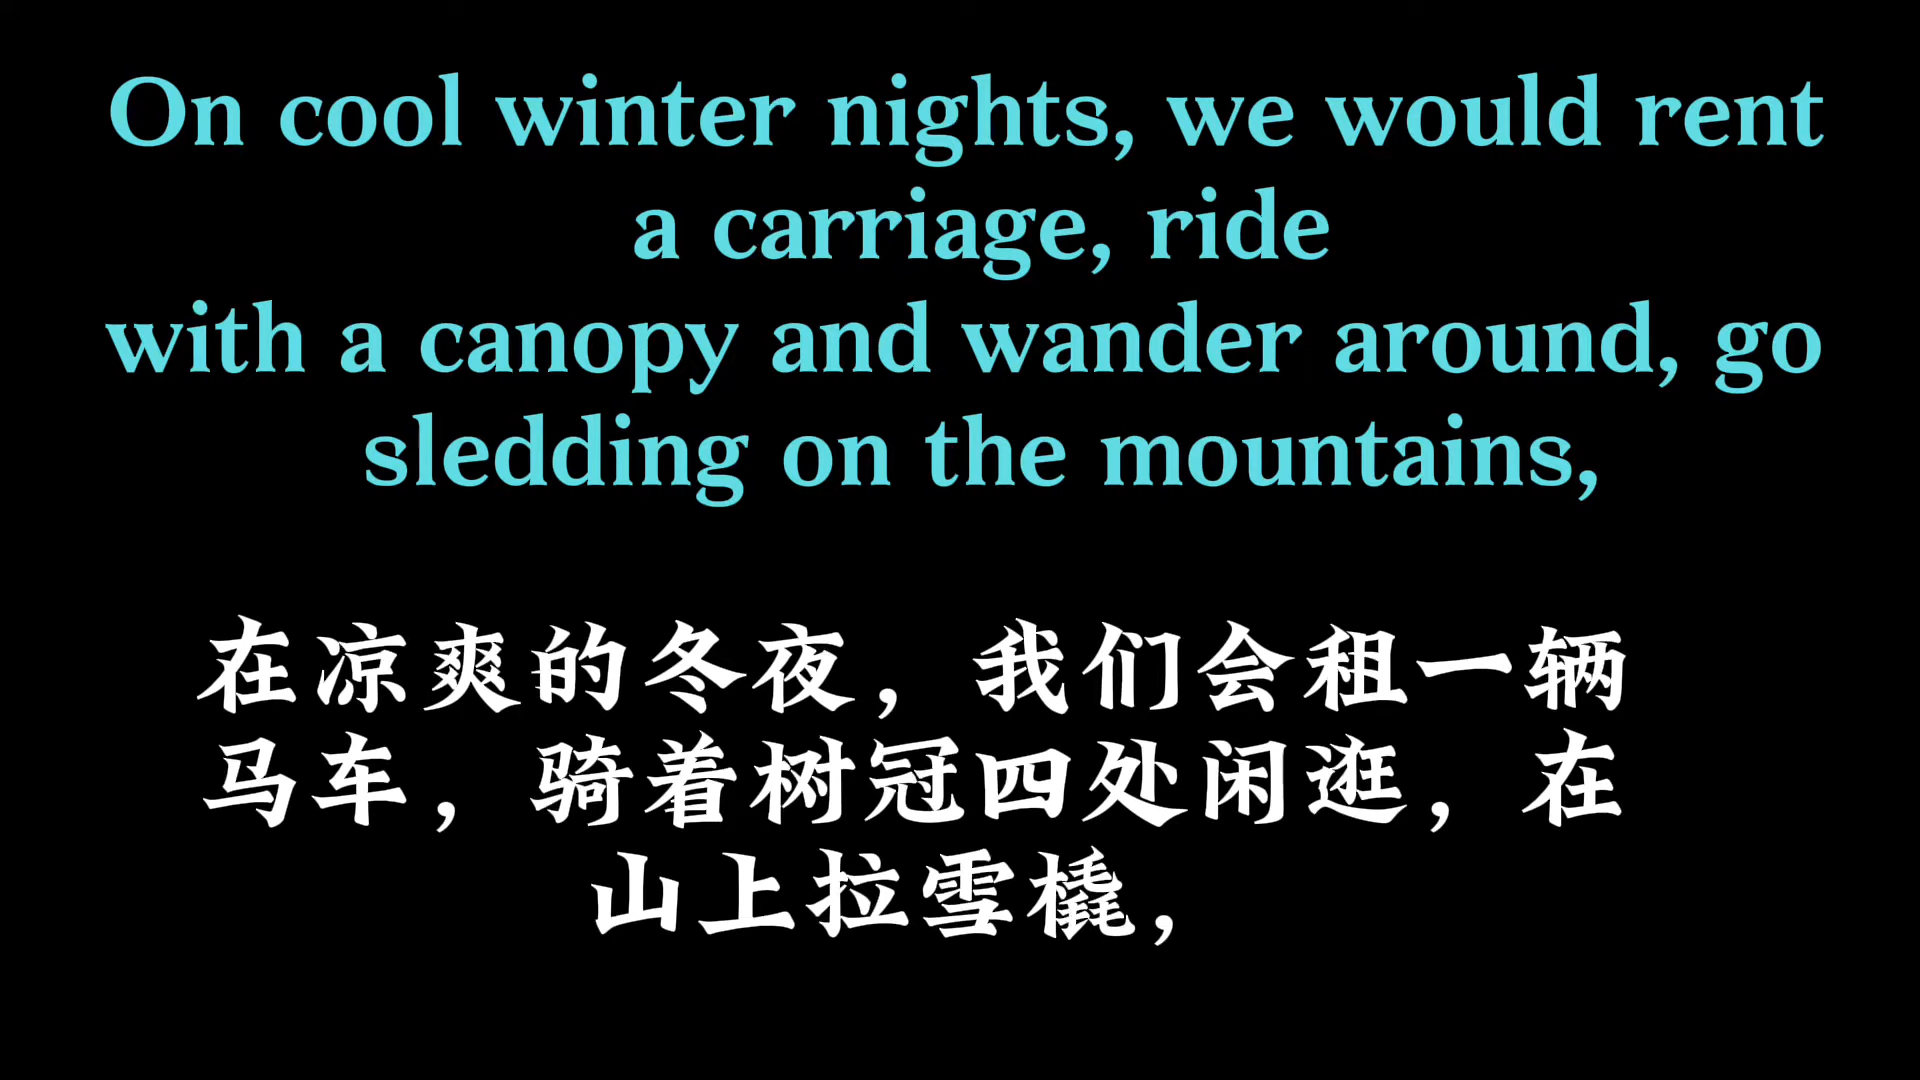 On cool winter nights, we would rent
a carriage, ride
with a canopy and wander around, go
sledding on the mountains,
在凉爽的冬夜，我们会租一辆
马车，骑着树冠四处闲逛，在
山上拉雪橇，